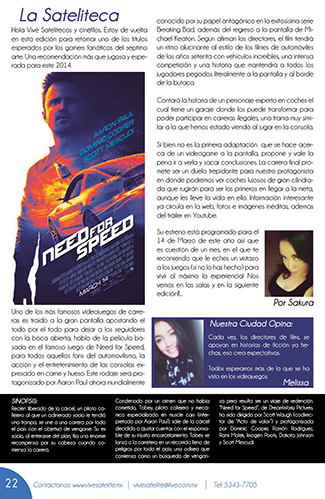 La Sateliteca
Hola Vive Satelitecos y cinéfilos. Estoy de vuelta
en esta edición para retomar uno de los títulos
esperados por los gamers fanáticos del séptimo
arte. Una recomendación más que jugosa y espe-
rada para este 2014.
AARON PAUL
DOMINIC COOPER
SCOTT MESCUDI
NEED FOR
SPEED
MARCH 14
Uno de los más famosos videojuegos de carre-
ras es traído a la gran pantalla apostando el
todo por el todo para desar a los seguidores
con la boca abierta, hablo de la película ba-
sada en el famoso juego de Need for Speed,
para todos aquellos fans del automovilismo, la
acción y el entretenimiento de las consolas ex-
presado en carne y hueso. Este rodaje será pro-
tagonizado por Aaron Paul ahora mundialmente
conocido por su papel antagónico en la exitosísima serie
Breaking Bad, además del regreso a la pantalla de
Michael Keaton. Según afirman los directores, el film tendrá
un ritmo alucinante al estilo de los filmes de automóviles
de los años setenta con vehículos increíbles, una intensa
competición y una historia que mantendrá a todos los
jugadores pegados literalmente a la pantalla y al borde
de la butaca.
Contará la historia de un personaje experto en coches el
cual tiene un garaje donde los puede transformar para
poder participar en carreras ilegales, una trama muy simi-
lar a la que hemos estado viendo al jugar en la consola.
Si bien no es la primera adaptación que se hace acer-
ca de un videogame a la pantalla, propone y vale la
pena ir a verla y sacar conclusiones. La carrera final pro-
mete ser un duelo trepidante para nuestro protagonista
en dónde podremos ver coches lujosos de gran cilindra-
da que rugirán para ser los primeros en llegar a la meta,
aunque les lleve la vida en ello. Información interesante
ya circula en la web, fotos e imágenes inéditas, además
del tráiler en Youtube.
Su estreno está programado para el
14 de Marzo de este año así que
es cuestión de un mes, en el que te
recomiendo que le eches un vistazo
a los juegos (si no lo has hecho) para
vivir al máximo la experiencia! Nos
vemos en las salas y en la siguiente
edición!!..
Por Sakura
Nuestra Ciudad Opina:
Cada vez, los directores de film, se
apoyan en historias de ficción ya he-
chas, eso crea expectativas.
Todos esperamos más de lo que se ha
visto en los videojuegos.
Melissa
SINOPSIS:
Recién liberado de la cárcel, un piloto ca-
llejero al que un adinerado socio le tendió
una trampa, se une a una carrera por todo
el país con el objetivo de vengarse. Su ex-
socio, al enterarse del plan, fija una enorme
recompensa por su cabeza cuando co-
mienza la carrera.
Condenado por un crimen que no había
cometido, Tobey, piloto callejero y mecá-
nico especializado en muscle cars (inter-
pretado por Aaron Paul), sale de la cárcel
decidido a ajustar cuentas con el responsa-
ble de su injusto encarcelamiento. Tobey se
lanza a la carretera en un recorrido lleno de
peligros por todo el país, una odisea que
comienza como un búsqueda de vengan-
za pero resulta ser un viaje de redención.
"Need for Speed", de DreamWorks Pictures,
ha sido dirigida por Scott Waugh (codirec-
tor de "Acto de valor") y protagonizada
por Dominic Cooper, Ramón Rodríguez,
Rami Malek, Imogen Poots, Dakota Johnson
y Scott Mescudi.
22
Contáctanos: www.vivesatelite.mx | vivesatelite@live.com.mx | Tel: 5343-7705